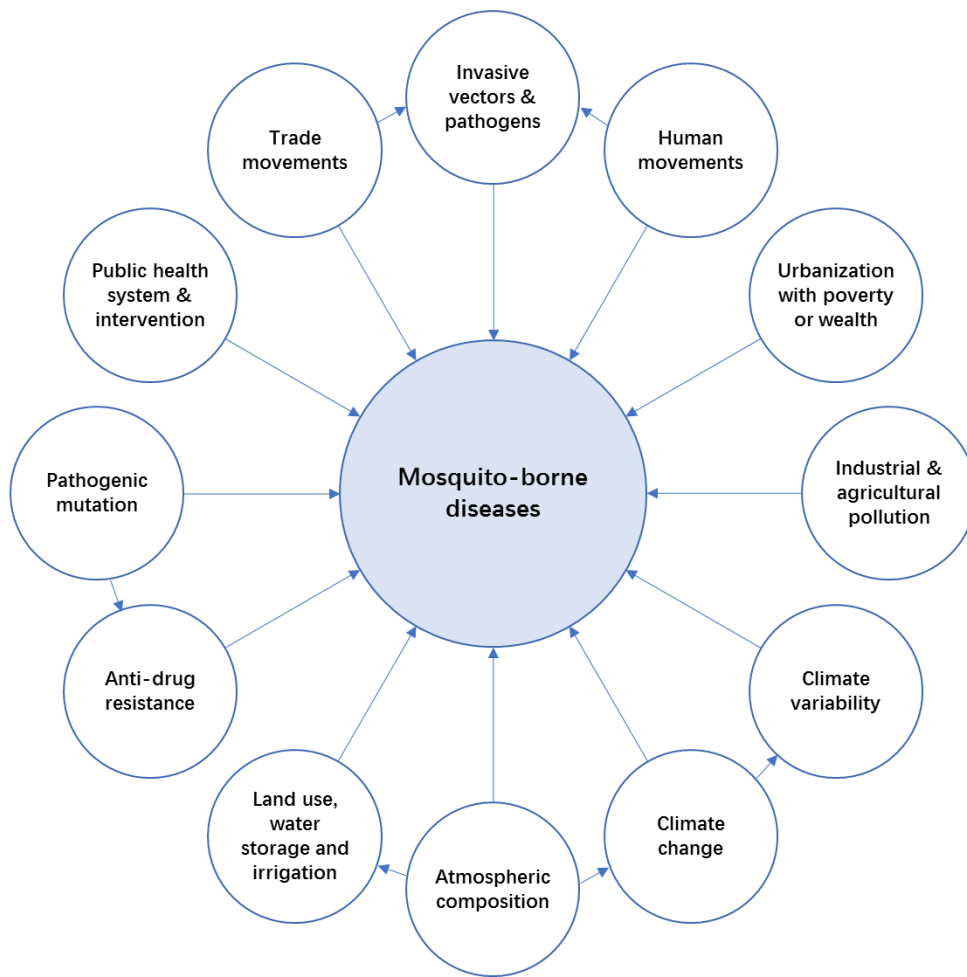 Invasive
vectors &
pathogens
Human
movements
Urbanization
with poverty
or wealth
Industrial &
agricultural
pollution
Climate
variability
Climate
change
Atmospheric
composition
Land use,
water
storage and
irrigation
Anti-drug
resistance
Pathogenic
mutation
Public health
system &
intervention
Trade
movements
Mosquito-borne
diseases